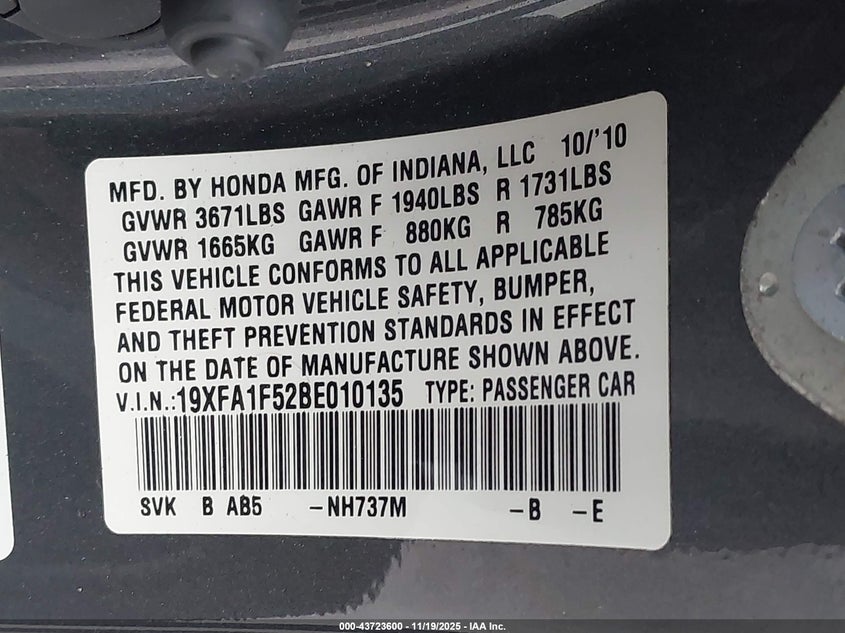 MFD. BY HONDA MFG. OF INDIANA, LLC 10/'10
GVWR 3671LBS GAWR F 1940LBS R 1731LBS
GVWR 1665KG GAWR F 880KG R 785KG
THIS VEHICLE CONFORMS TO ALL APPLICABLE
FEDERAL MOTOR VEHICLE SAFETY, BUMPER,
AND THEFT PREVENTION STANDARDS IN EFFECT
ON THE DATE OF MANUFACTURE SHOWN ABOVE.
V.I.N.:19XFA1F52BE010135 TYPE: PASSENGER CAR
SVK B AB5 -NH737M -B -E
000-43723600 - 11/19/2025 - IAA Inc.